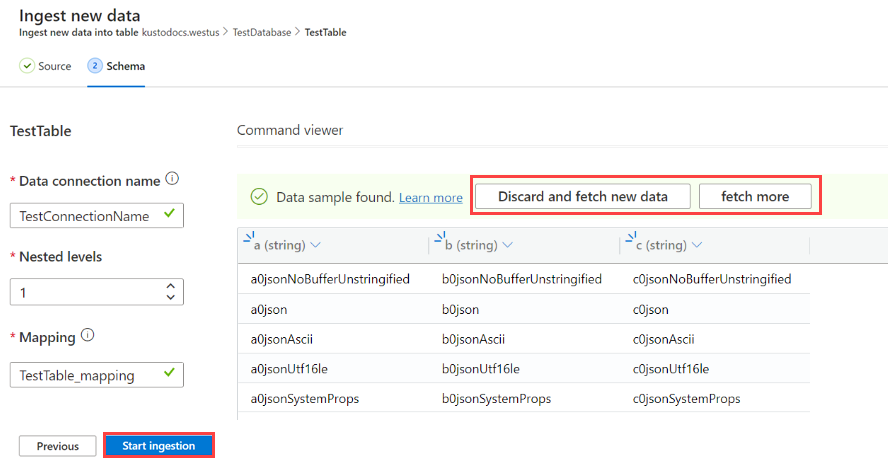 Ingest new data
Ingest new data into table kustodocs.westus > TestDatabase > TestTable
Source
2 Schema
TestTable
Command viewer
* Data connection name
TestConnectionName
* Nested levels
1
* Mapping
TestTable_mapping
Data sample found. Learn more Discard and fetch new data fetch more
a (string) b (string) c (string)
a0jsonNoBufferUnstringified b0jsonNoBufferUnstringified c0jsonNoBufferUnstringified
a0json b0json c0json
a0jsonAscii b0jsonAscii c0jsonAscii
a0jsonUtf16le b0jsonUtf16le c0jsonUtf16le
a0jsonSystemProps b0jsonSystemProps c0jsonSystemProps
Previous Start ingestion